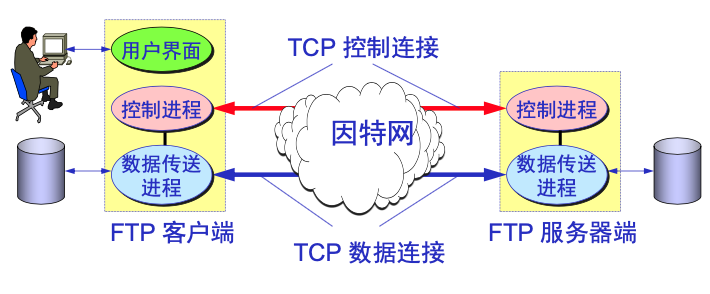 TCP 控制连接
用户界面
控制进程
因特网
控制进程
数据传送
进程
数据传送
进程
FTP 客户端
FTP 服务器端
TCP 数据连接